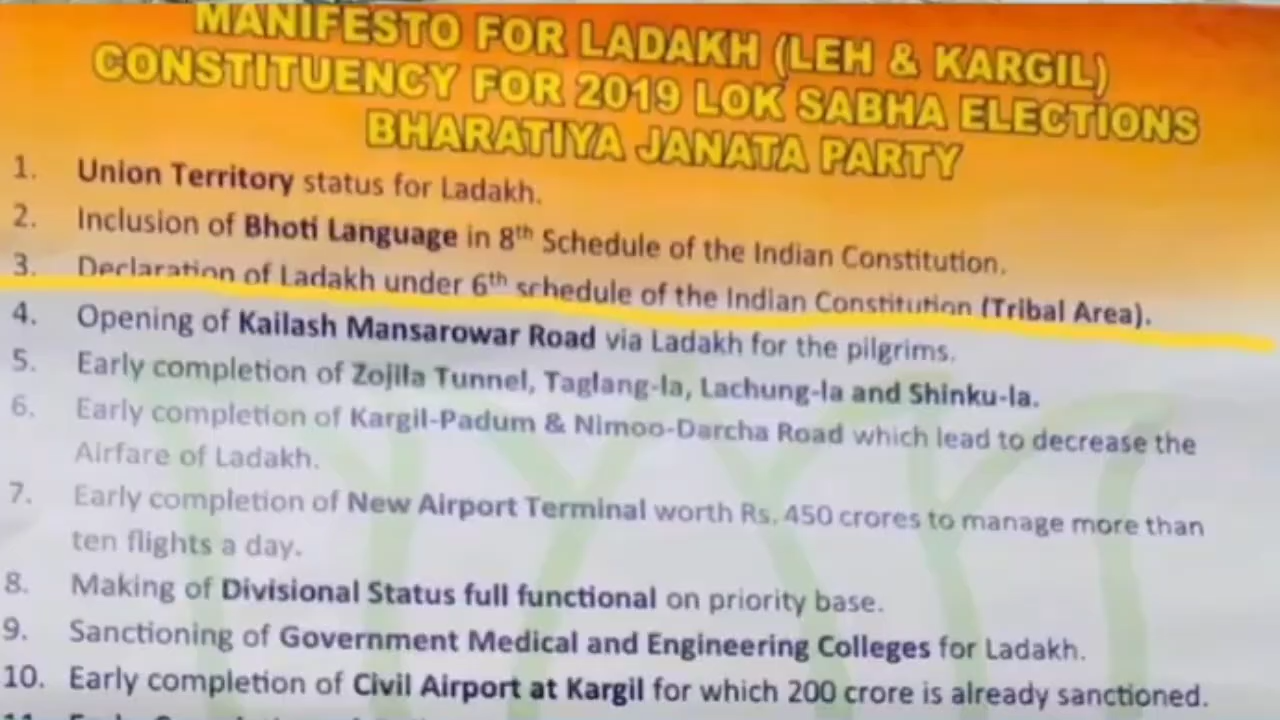 MANIFESTO FOR LADAKH (LEH & KARGIL)
CONSTITUENCY FOR 2019 LOK SABHA ELECTIONS
BHARATIYA JANATA PARTY
1. Union Territory status for Ladakh.
2. Inclusion of Bhoti Language in 8th Schedule of the Indian Constitution.
3. Declaration of Ladakh under 6th schedule of the Indian Constitution (Tribal Area).
4. Opening of Kailash Mansarowar Road via Ladakh for the pilgrims.
5. Early completion of Zojila Tunnel, Taglang-la, Lachung-la and Shinku-la.
6. Early completion of Kargil-Padum & Nimoo-Darcha Road which lead to decrease the
Airfare of Ladakh.
7. Early completion of New Airport Terminal worth Rs. 450 crores to manage more than
ten flights a day.
8. Making of Divisional Status full functional on priority base.
9. Sanctioning of Government Medical and Engineering Colleges for Ladakh.
10. Early completion of Civil Airport at Kargil for which 200 crore is already sanctioned.